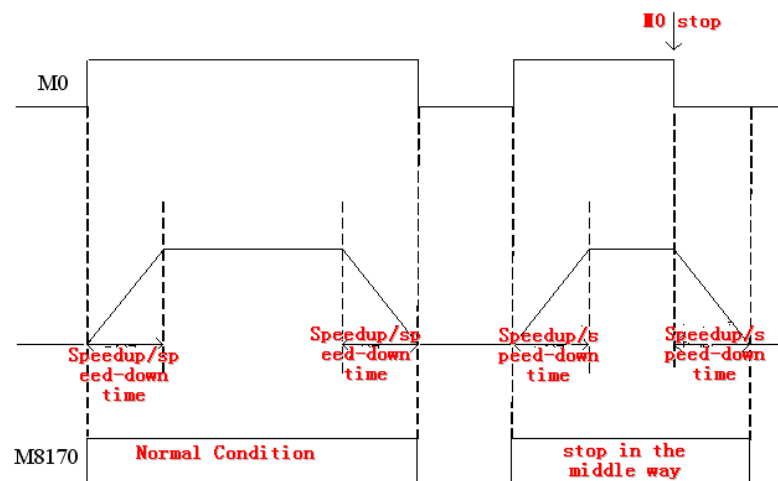 M0 stop
M0
Speedup/sp
eed-down
time
Speedup/sp
eed-down
time
Speedup/s
peed-down
time
Speedup/s
peed-down
time
M8170
Normal Condition
stop in the
middle way